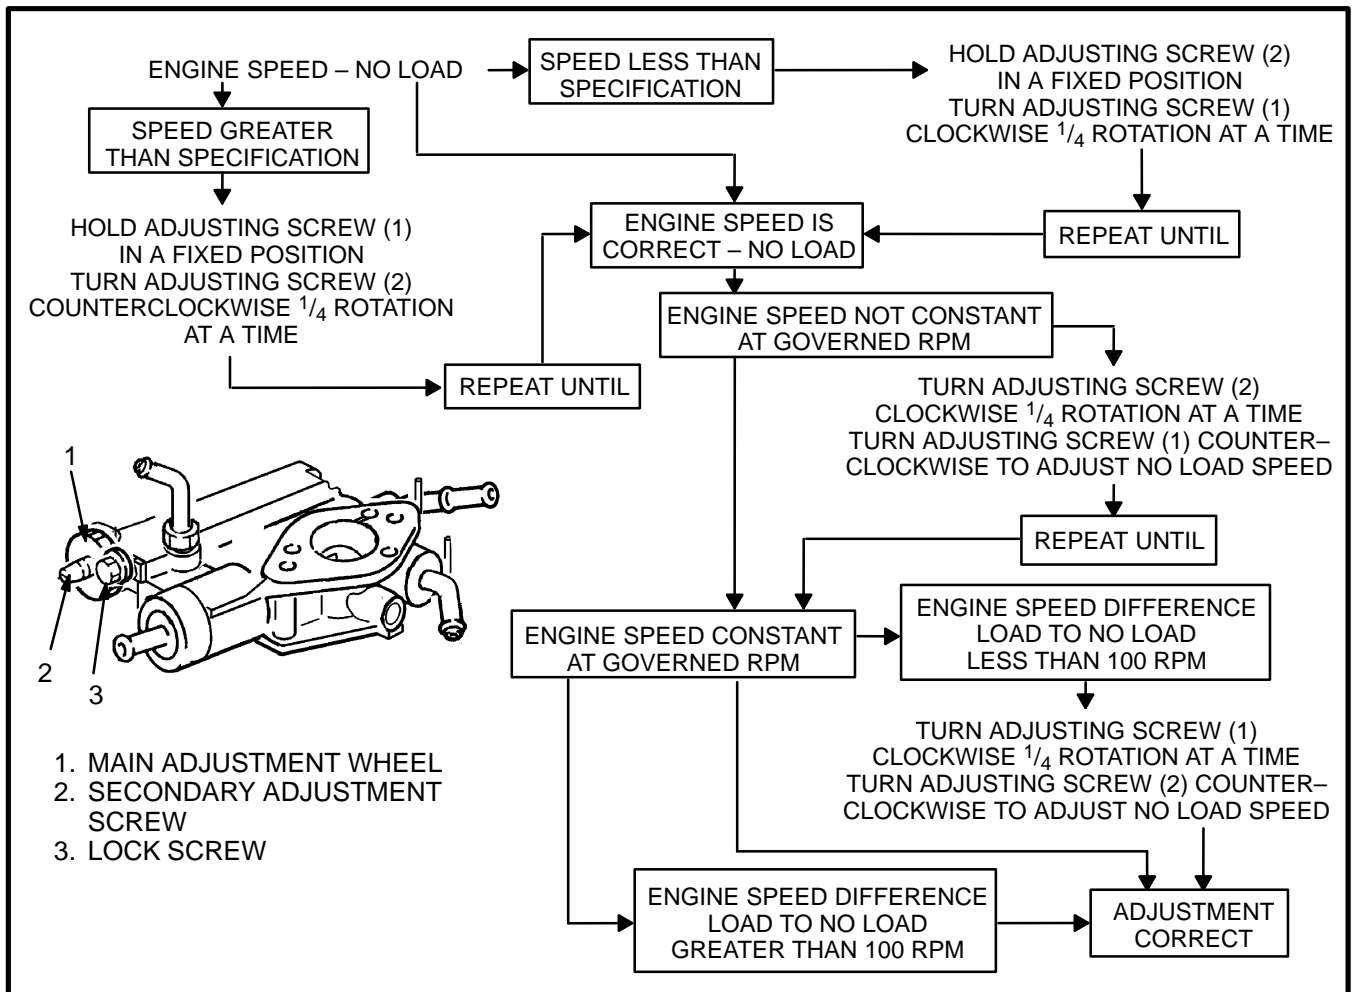 ENGINE SPEED – NO LOAD
SPEED LESS THAN
SPECIFICATION
HOLD ADJUSTING SCREW (2)
IN A FIXED POSITION
TURN ADJUSTING SCREW (1)
CLOCKWISE 1/4 ROTATION AT A TIME
SPEED GREATER
THAN SPECIFICATION
HOLD ADJUSTING SCREW (1)
IN A FIXED POSITION
TURN ADJUSTING SCREW (2)
COUNTERCLOCKWISE 1/4 ROTATION
AT A TIME
ENGINE SPEED IS
CORRECT – NO LOAD
REPEAT UNTIL
ENGINE SPEED NOT CONSTANT
AT GOVERNED RPM
REPEAT UNTIL
TURN ADJUSTING SCREW (2)
CLOCKWISE 1/4 ROTATION AT A TIME
TURN ADJUSTING SCREW (1) COUNTER–
CLOCKWISE TO ADJUST NO LOAD SPEED
REPEAT UNTIL
1
2
3
ENGINE SPEED CONSTANT
AT GOVERNED RPM
ENGINE SPEED DIFFERENCE
LOAD TO NO LOAD
LESS THAN 100 RPM
TURN ADJUSTING SCREW (1)
CLOCKWISE 1/4 ROTATION AT A TIME
TURN ADJUSTING SCREW (2) COUNTER–
CLOCKWISE TO ADJUST NO LOAD SPEED
1. MAIN ADJUSTMENT WHEEL
2. SECONDARY ADJUSTMENT
SCREW
3. LOCK SCREW
ENGINE SPEED DIFFERENCE
LOAD TO NO LOAD
GREATER THAN 100 RPM
ADJUSTMENT
CORRECT